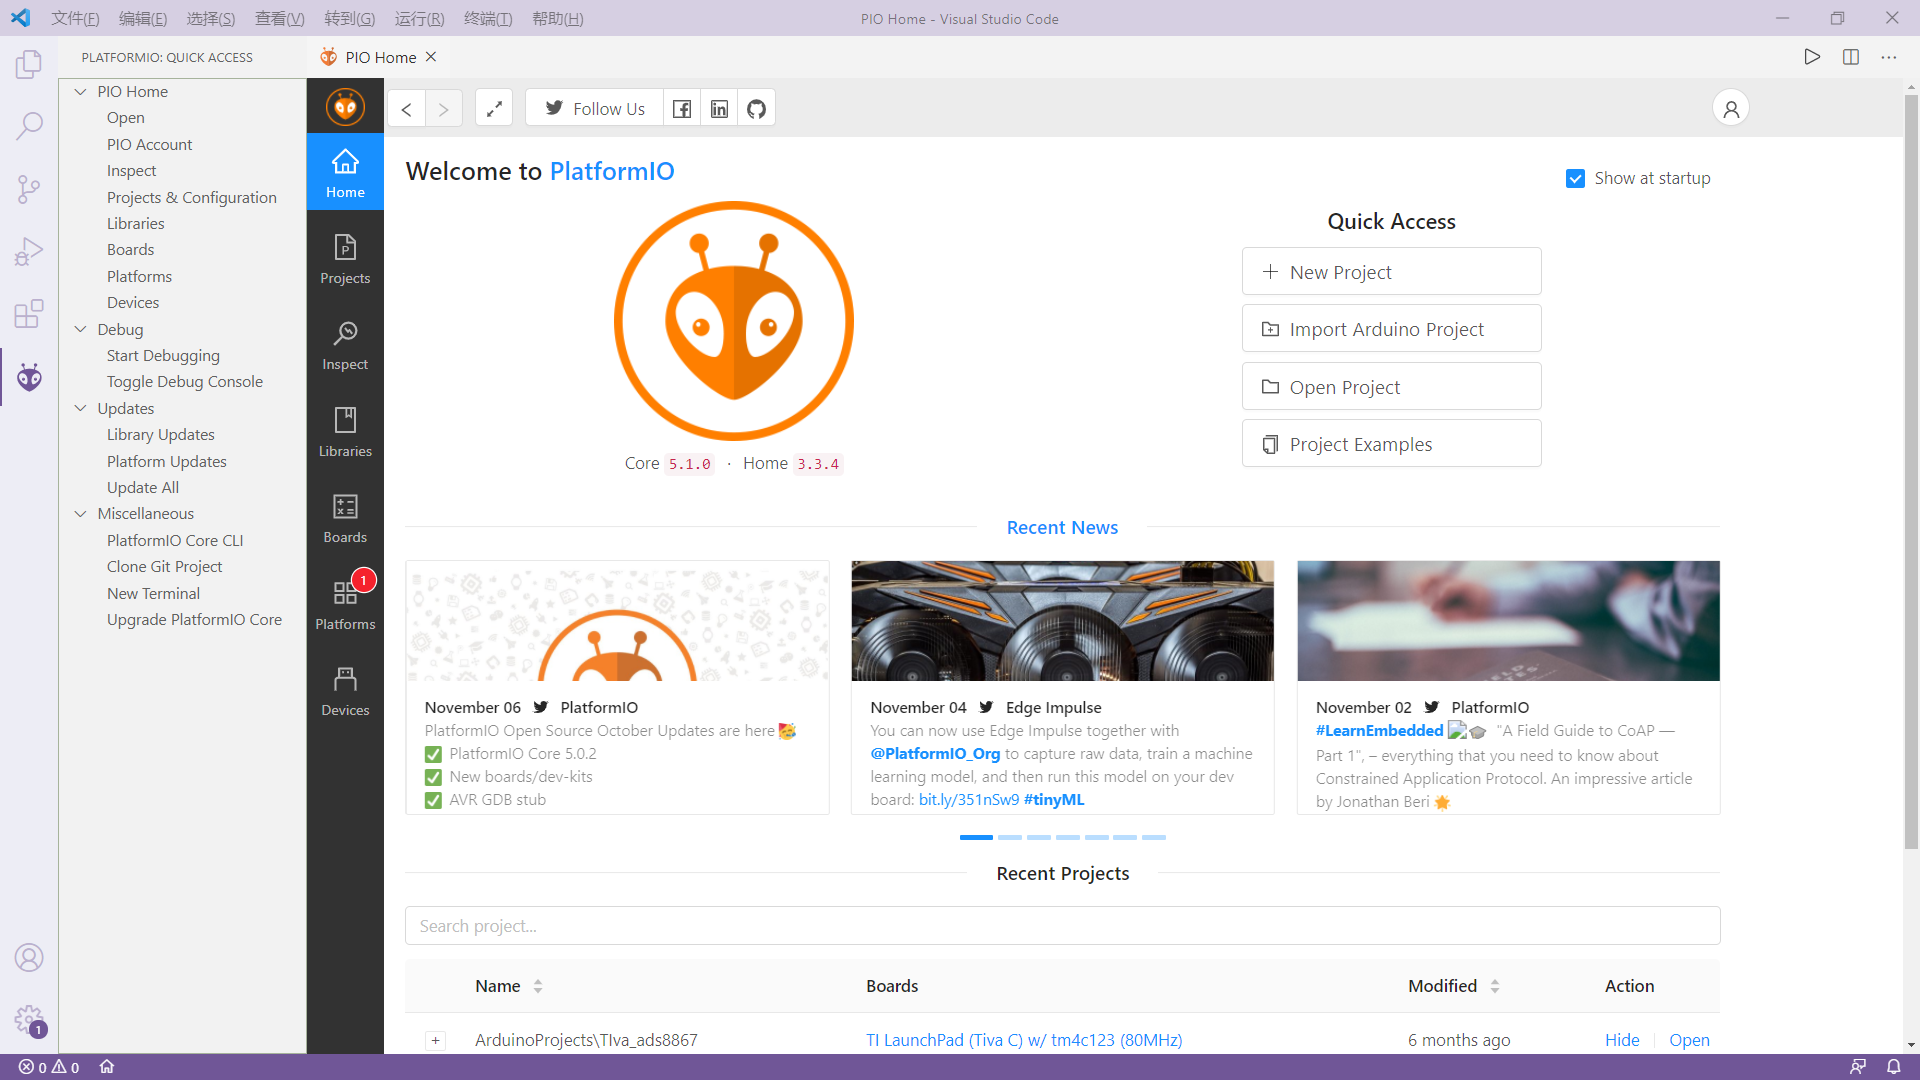 文件(F) 编辑(E) 选择(S) 查看(V) 转到(G) 运行(R) 终端(T) 帮助(H) PIO Home - Visual Studio Code
PLATFORMIO: QUICK ACCESS
PIO Home
PIO Home
Open
PIO Account
Inspect
Projects & Configuration
Libraries
Boards
Platforms
Devices
Debug
Start Debugging
Toggle Debug Console
Updates
Library Updates
Platform Updates
Update All
Miscellaneous
PlatformIO Core CLI
Clone Git Project
New Terminal
Upgrade PlatformIO Core
1
Home
Projects
Inspect
Libraries
Boards
1
Platforms
Devices
Follow Us
Welcome to PlatformIO
Show at startup
Core 5.1.0 · Home 3.3.4
Quick Access
New Project
Import Arduino Project
Open Project
Project Examples
Recent News
November 06 PlatformIO
PlatformIO Open Source October Updates are here 🥳
✅ PlatformIO Core 5.0.2
✅ New boards/dev-kits
✅ AVR GDB stub
November 04 Edge Impulse
You can now use Edge Impulse together with
@PlatformIO_Org to capture raw data, train a machine
learning model, and then run this model on your dev
board: bit.ly/351nSw9 #tinyML
November 02 PlatformIO
#LearnEmbedded 🎓 "A Field Guide to CoAP —
Part 1", – everything that you need to know about
Constrained Application Protocol. An impressive article
by Jonathan Beri 🌟
Recent Projects
Search project...
Name Boards Modified Action
+ ArduinoProjects\TIva_ads8867 TI LaunchPad (Tiva C) w/ tm4c123 (80MHz) 6 months ago Hide Open
0 0